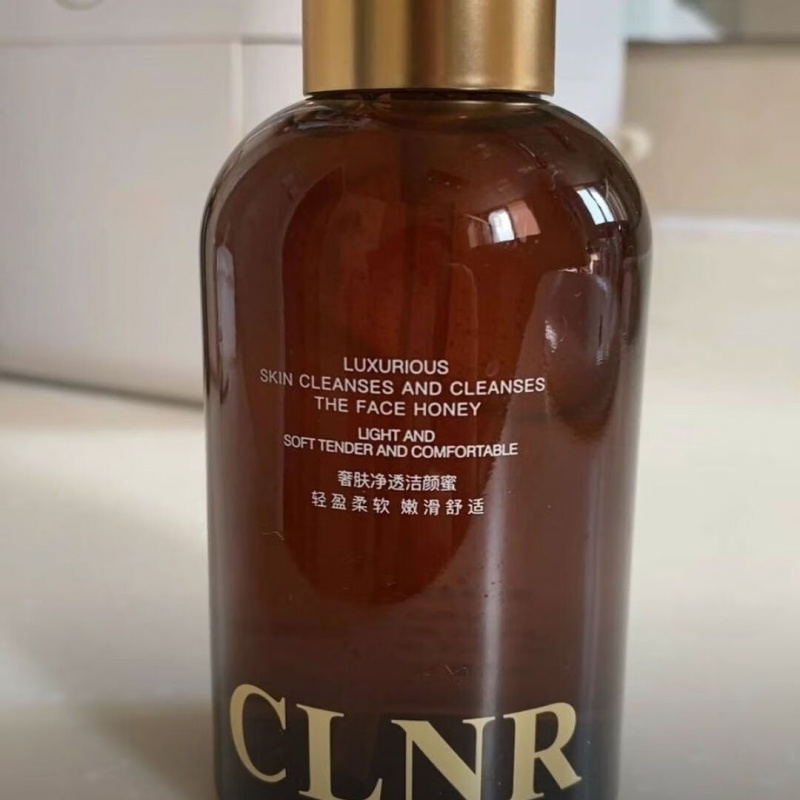 LUXURIOUS
SKIN CLEANSES AND CLEANSES
THE FACE HONEY
LIGHT AND
SOFT TENDER AND COMFORTABLE
奢肤净透洁颜蜜
轻盈柔软 嫩滑舒适
CLNR